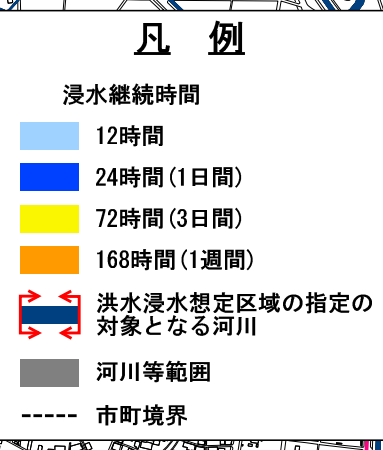 凡 例
浸水継続時間
12時間
24時間(1日間)
72時間(3日間)
168時間(1週間)
洪水浸水想定区域の指定の
対象となる河川
河川等範囲
市町境界